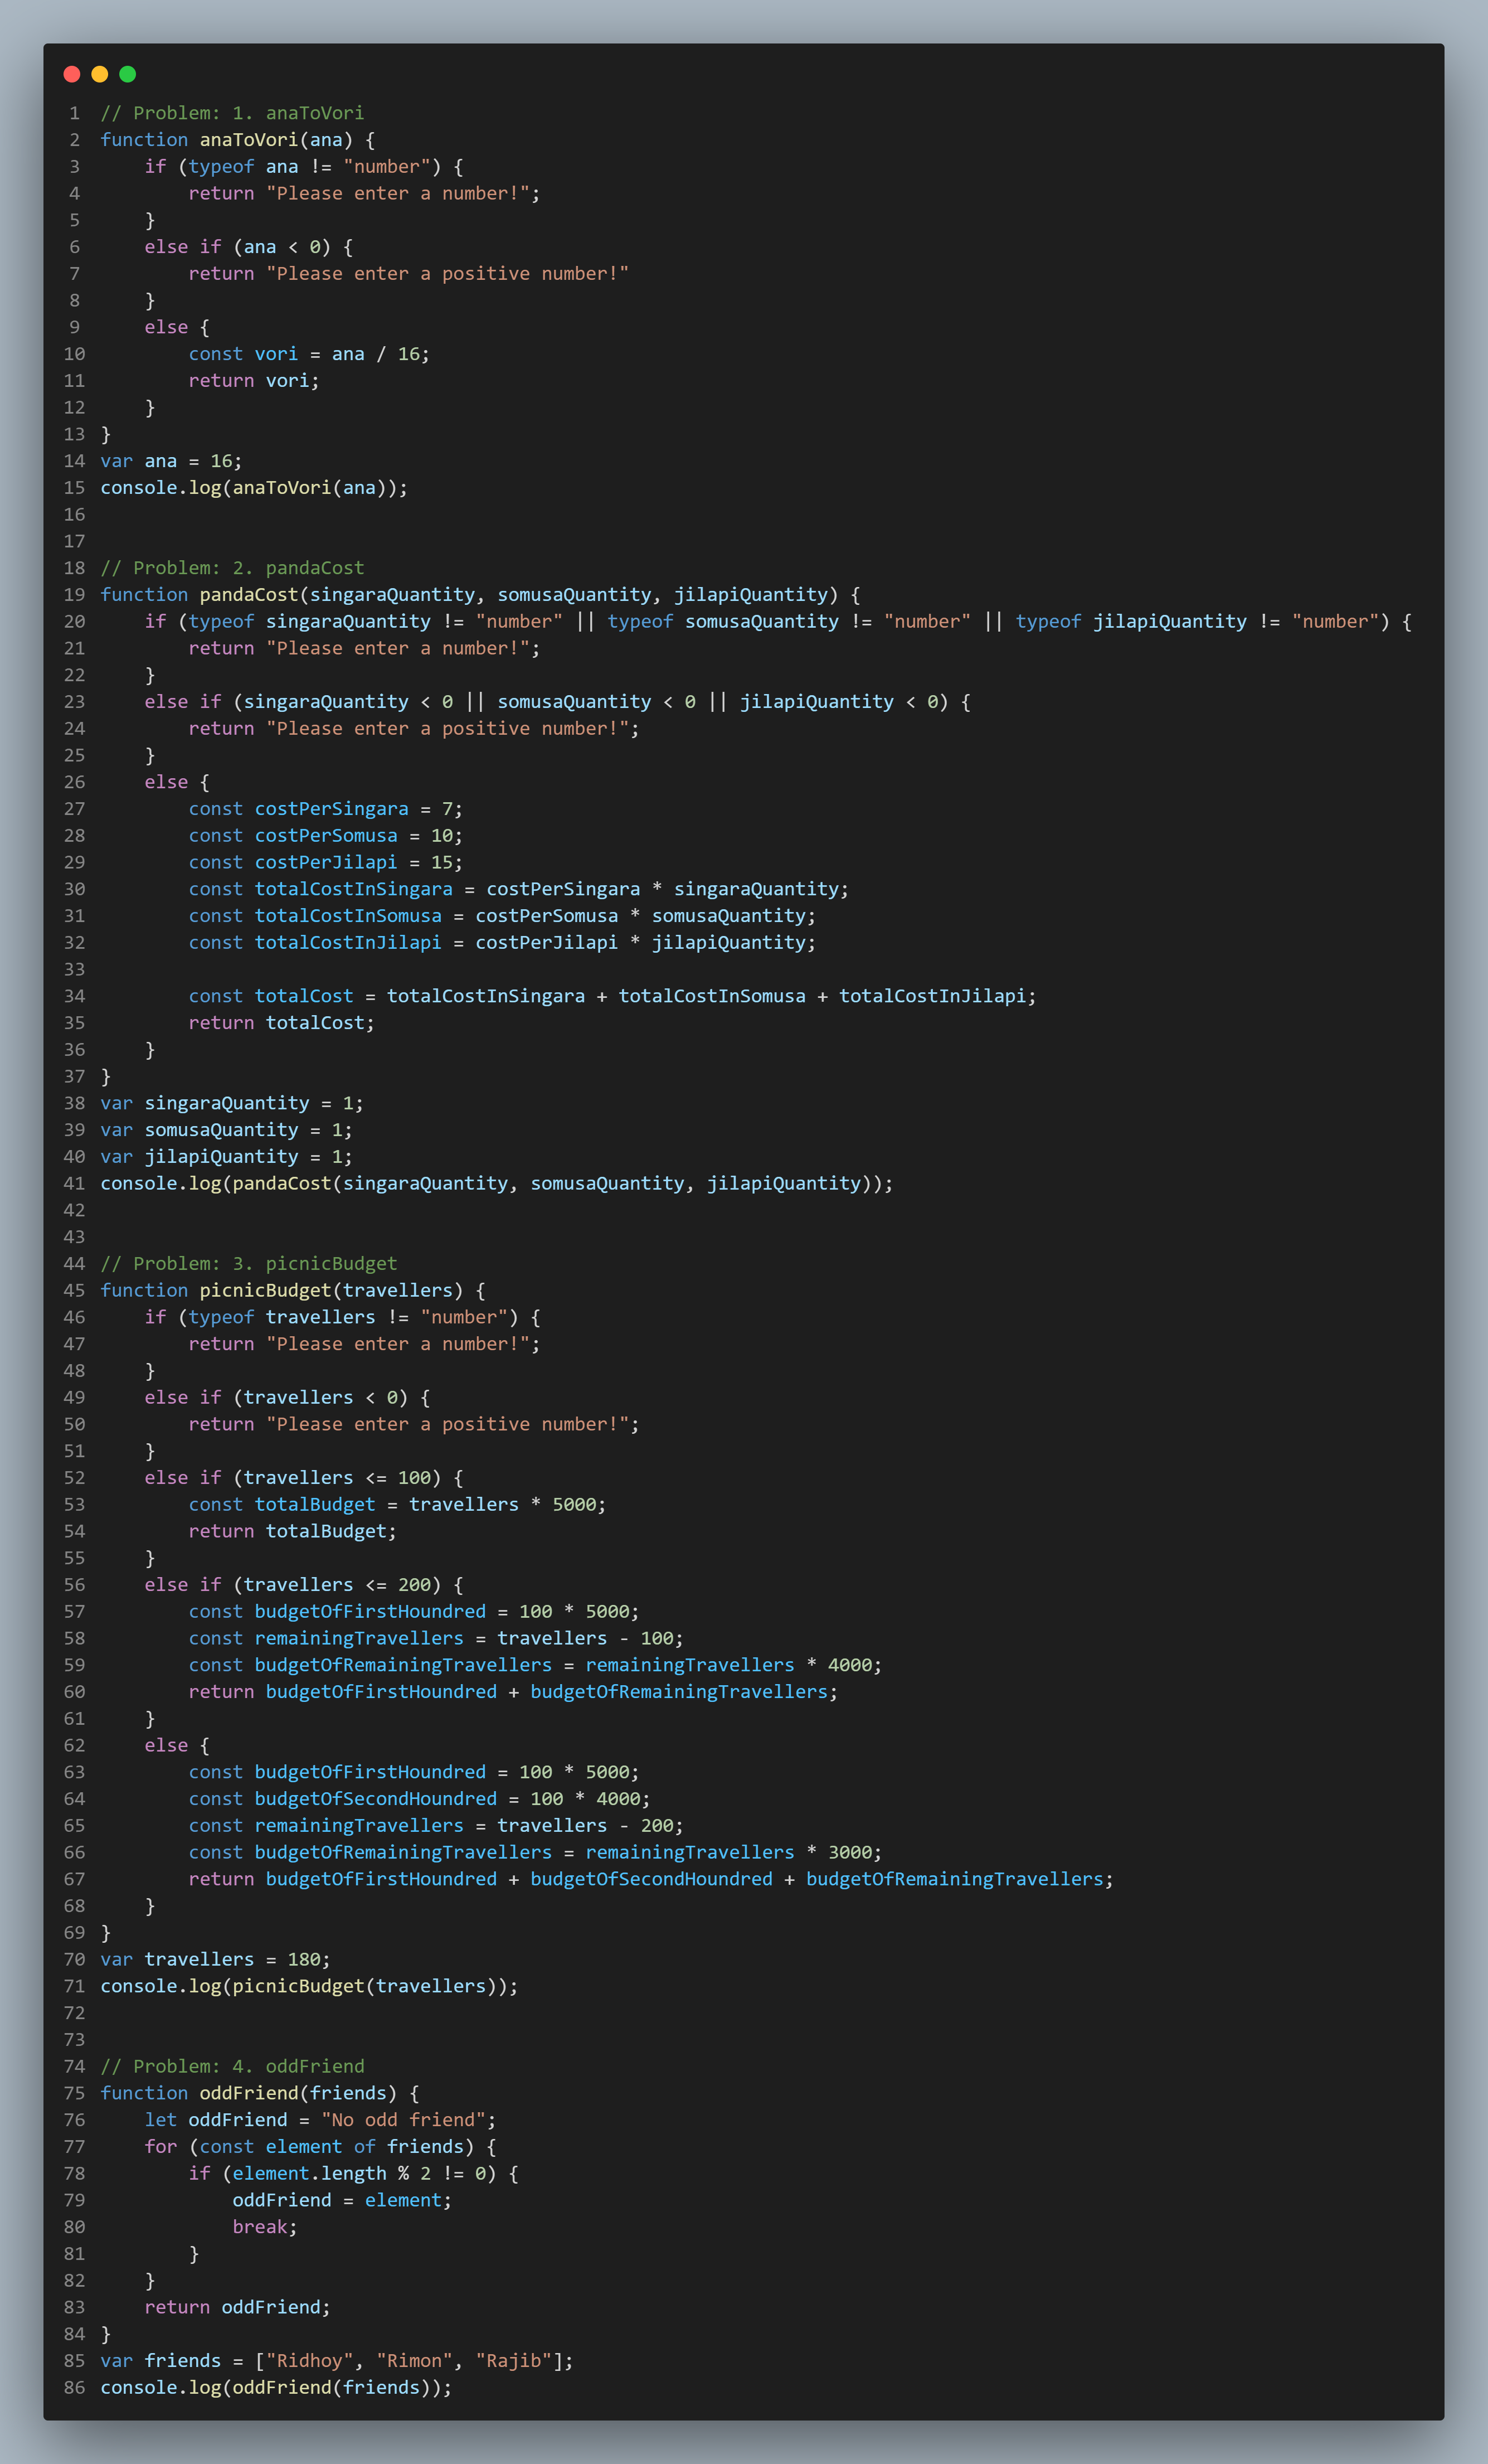 1 // Problem: 1. anaToVori
2 function anaToVori(ana) {
3     if (typeof ana != "number") {
4         return "Please enter a number!";
5     }
6     else if (ana < 0) {
7         return "Please enter a positive number!"
8     }
9     else {
10         const vori = ana / 16;
11         return vori;
12     }
13 }
14 var ana = 16;
15 console.log(anaToVori(ana));
16
17
18 // Problem: 2. pandaCost
19 function pandaCost(singaraQuantity, somusaQuantity, jilapiQuantity) {
20     if (typeof singaraQuantity != "number" || typeof somusaQuantity != "number" || typeof jilapiQuantity != "number") {
21         return "Please enter a number!";
22     }
23     else if (singaraQuantity < 0 || somusaQuantity < 0 || jilapiQuantity < 0) {
24         return "Please enter a positive number!";
25     }
26     else {
27         const costPerSingara = 7;
28         const costPerSomusa = 10;
29         const costPerJilapi = 15;
30         const totalCostInSingara = costPerSingara * singaraQuantity;
31         const totalCostInSomusa = costPerSomusa * somusaQuantity;
32         const totalCostInJilapi = costPerJilapi * jilapiQuantity;
33
34         const totalCost = totalCostInSingara + totalCostInSomusa + totalCostInJilapi;
35         return totalCost;
36     }
37 }
38 var singaraQuantity = 1;
39 var somusaQuantity = 1;
40 var jilapiQuantity = 1;
41 console.log(pandaCost(singaraQuantity, somusaQuantity, jilapiQuantity));
42
43
44 // Problem: 3. picnicBudget
45 function picnicBudget(travellers) {
46     if (typeof travellers != "number") {
47         return "Please enter a number!";
48     }
49     else if (travellers < 0) {
50         return "Please enter a positive number!";
51     }
52     else if (travellers <= 100) {
53         const totalBudget = travellers * 5000;
54         return totalBudget;
55     }
56     else if (travellers <= 200) {
57         const budgetOfFirstHoundred = 100 * 5000;
58         const remainingTravellers = travellers - 100;
59         const budgetOfRemainingTravellers = remainingTravellers * 4000;
60         return budgetOfFirstHoundred + budgetOfRemainingTravellers;
61     }
62     else {
63         const budgetOfFirstHoundred = 100 * 5000;
64         const budgetOfSecondHoundred = 100 * 4000;
65         const remainingTravellers = travellers - 200;
66         const budgetOfRemainingTravellers = remainingTravellers * 3000;
67         return budgetOfFirstHoundred + budgetOfSecondHoundred + budgetOfRemainingTravellers;
68     }
69 }
70 var travellers = 180;
71 console.log(picnicBudget(travellers));
72
73
74 // Problem: 4. oddFriend
75 function oddFriend(friends) {
76     let oddFriend = "No odd friend";
77     for (const element of friends) {
78         if (element.length % 2 != 0) {
79             oddFriend = element;
80             break;
81         }
82     }
83     return oddFriend;
84 }
85 var friends = ["Ridhoy", "Rimon", "Rajib"];
86 console.log(oddFriend(friends));